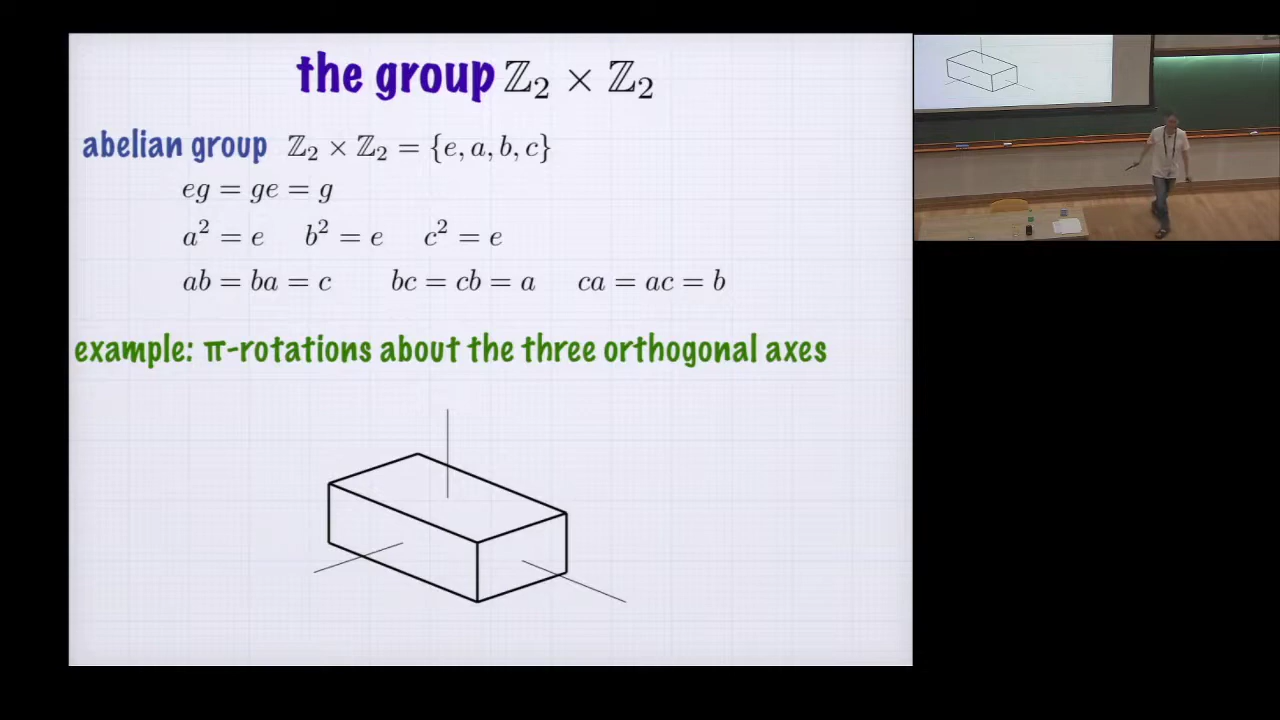 the group ℤ₂ × ℤ₂
abelian group ℤ₂ × ℤ₂ = {e, a, b, c}
eg = ge = g
a² = e b² = e c² = e
ab = ba = c bc = cb = a ca = ac = b
example: π-rotations about the three orthogonal axes